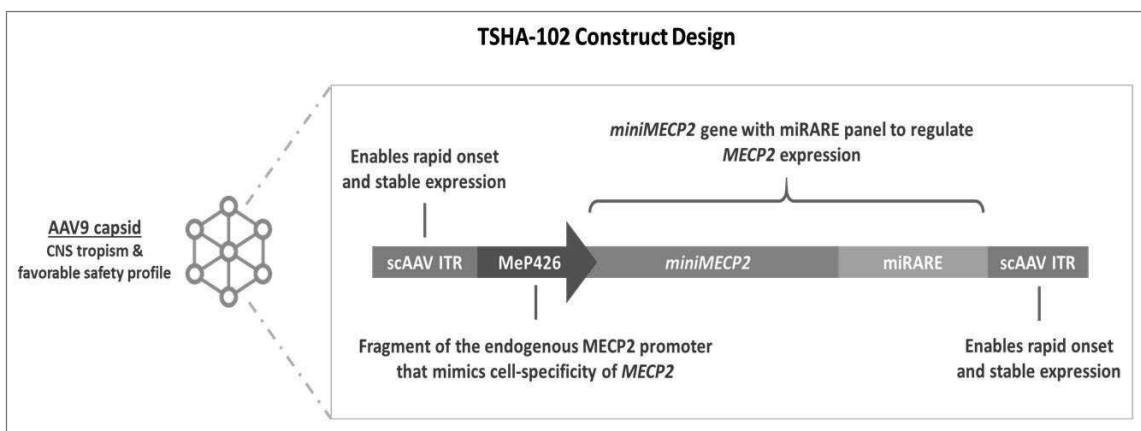 TSHA-102 Construct Design
miniMECP2 gene with miRARE panel to regulate
MECP2 expression
Enables rapid onset
and stable expression
AAV9 capsid
CNS tropism &
favorable safety profile
scAAV ITR MeP426 miniMECP2 miRARE scAAV ITR
Fragment of the endogenous MECP2 promoter
that mimics cell-specificity of MECP2
Enables rapid onset
and stable expression